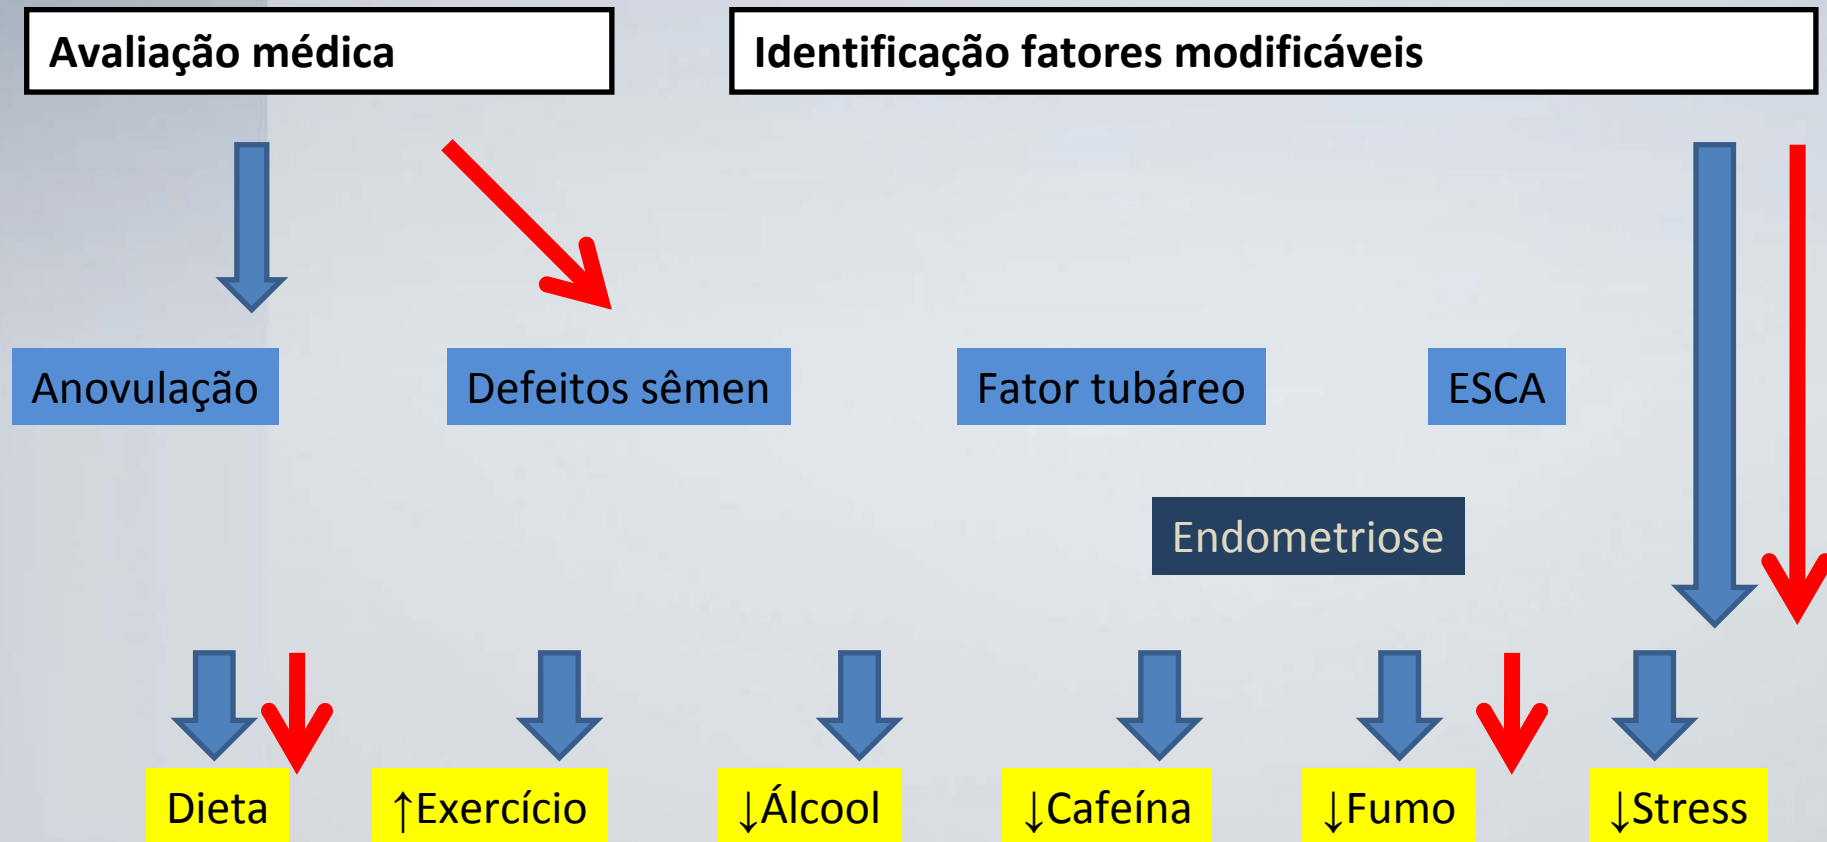 Avaliação médica
Identificação fatores modificáveis
Anovulação
Defeitos sêmen
Fator tubáreo
ESCA
Endometriose
Dieta
↑Exercício
↓Álcool
↓Cafeína
↓Fumo
↓Stress